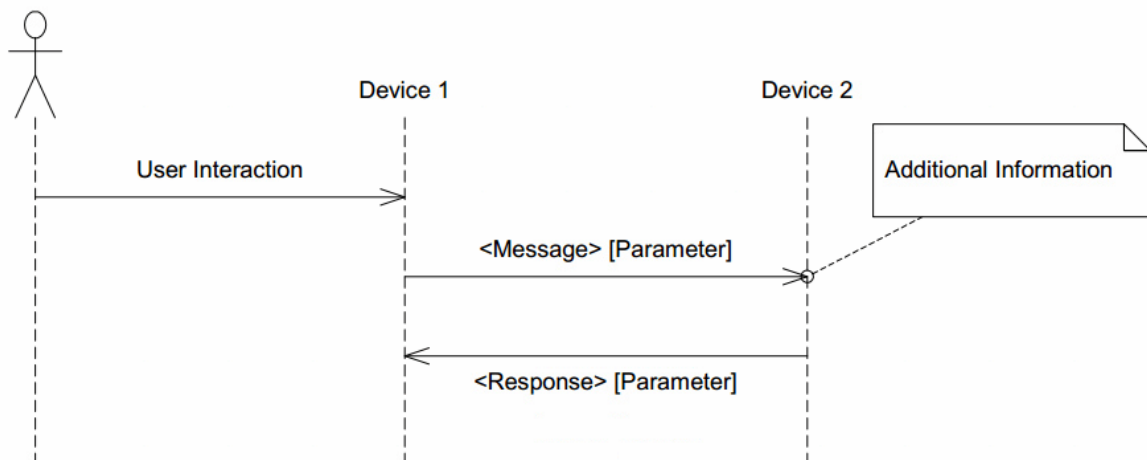 Device 1
Device 2
User Interaction
Additional Information
<Message> [Parameter]
<Response> [Parameter]